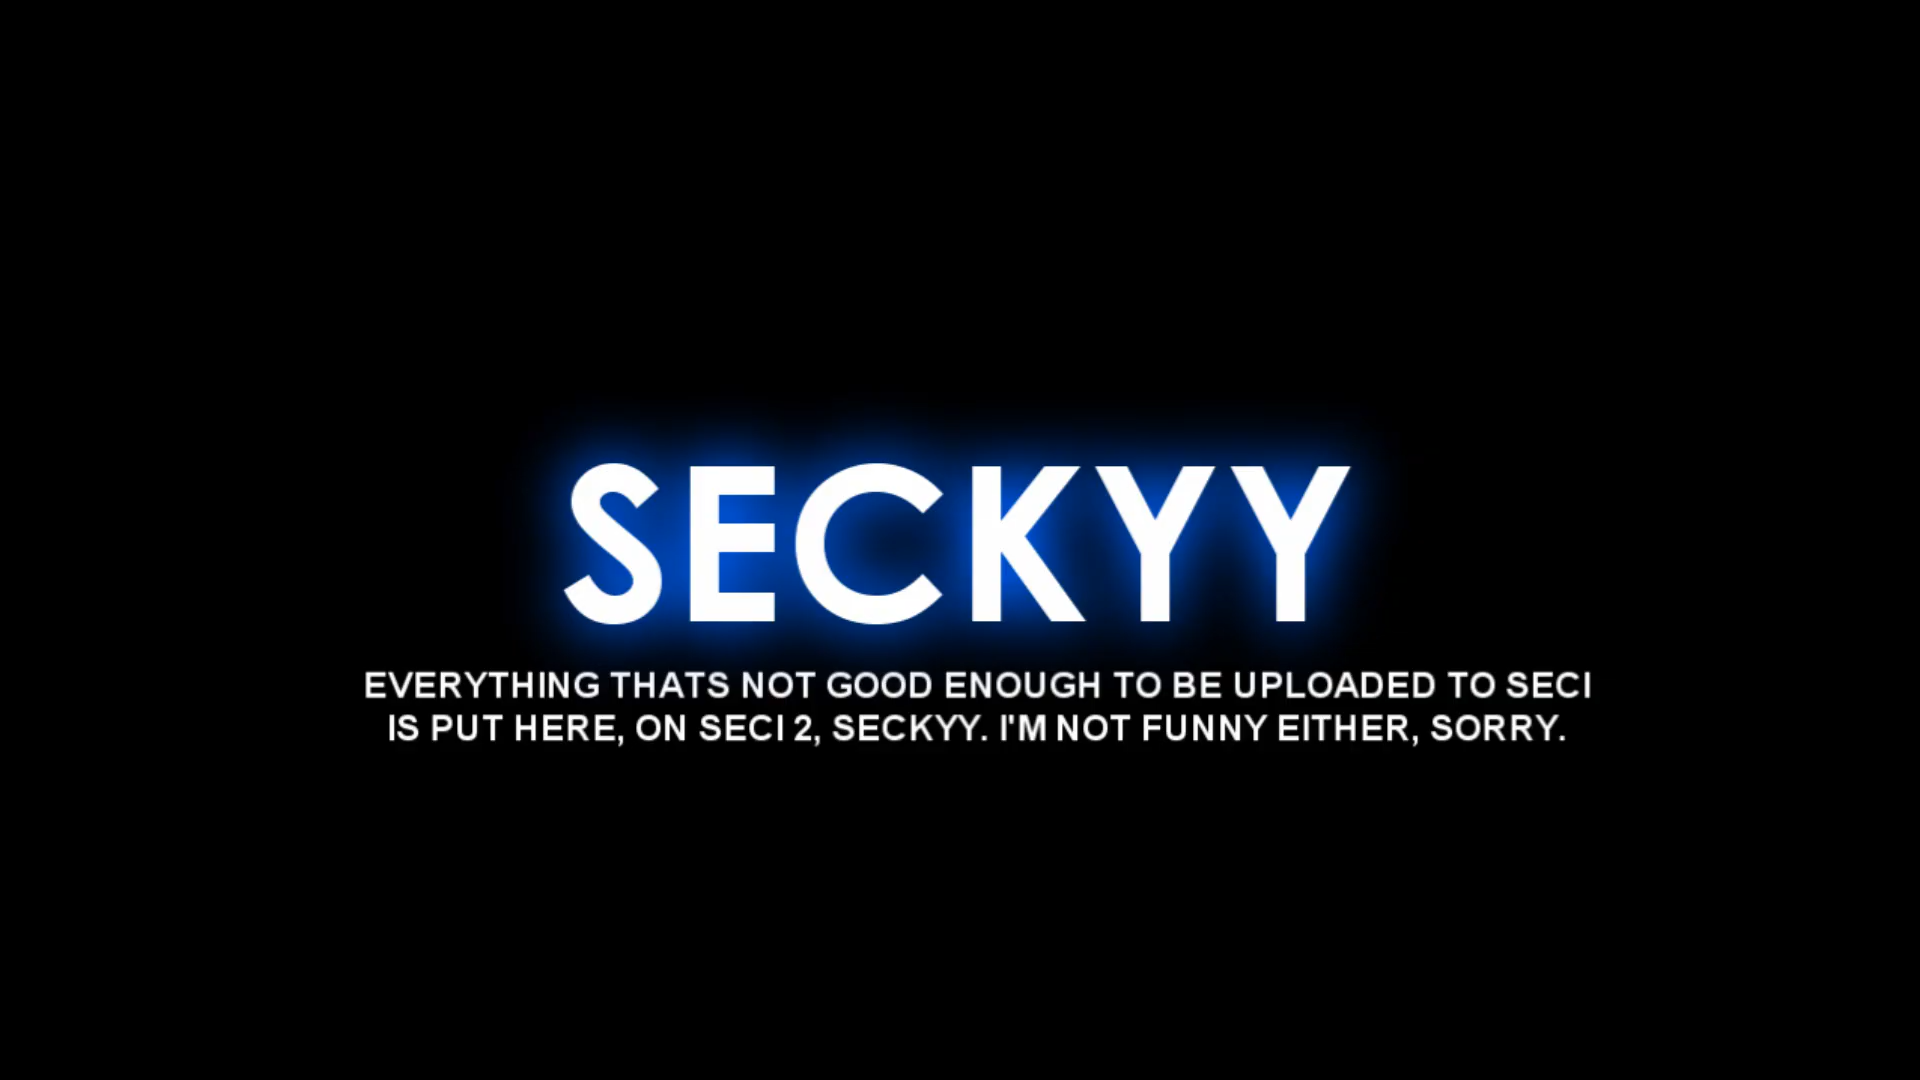 SECKYY
EVERYTHING THATS NOT GOOD ENOUGH TO BE UPLOADED TO SECI
IS PUT HERE, ON SECI 2, SECKYY. I'M NOT FUNNY EITHER, SORRY.